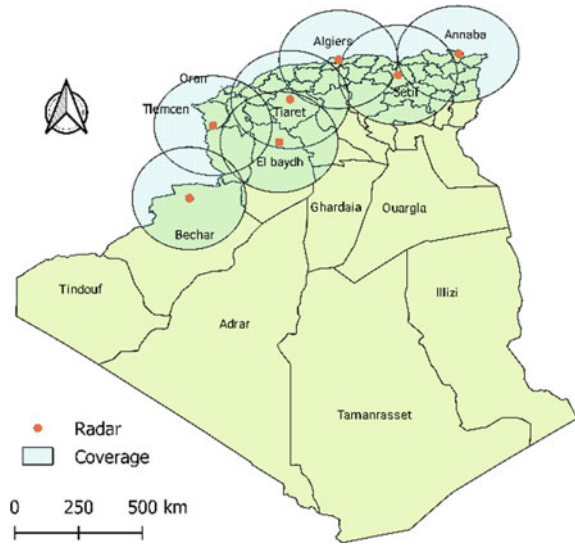 Annaba
Algiers
Oran
Setif
Tlemcen
Tiaret
El baydh
Ghardaia
Ouargla
Bechar
Tindouf
Illizi
Adrar
Tamanrasset
Radar
Coverage
0 250 500 km